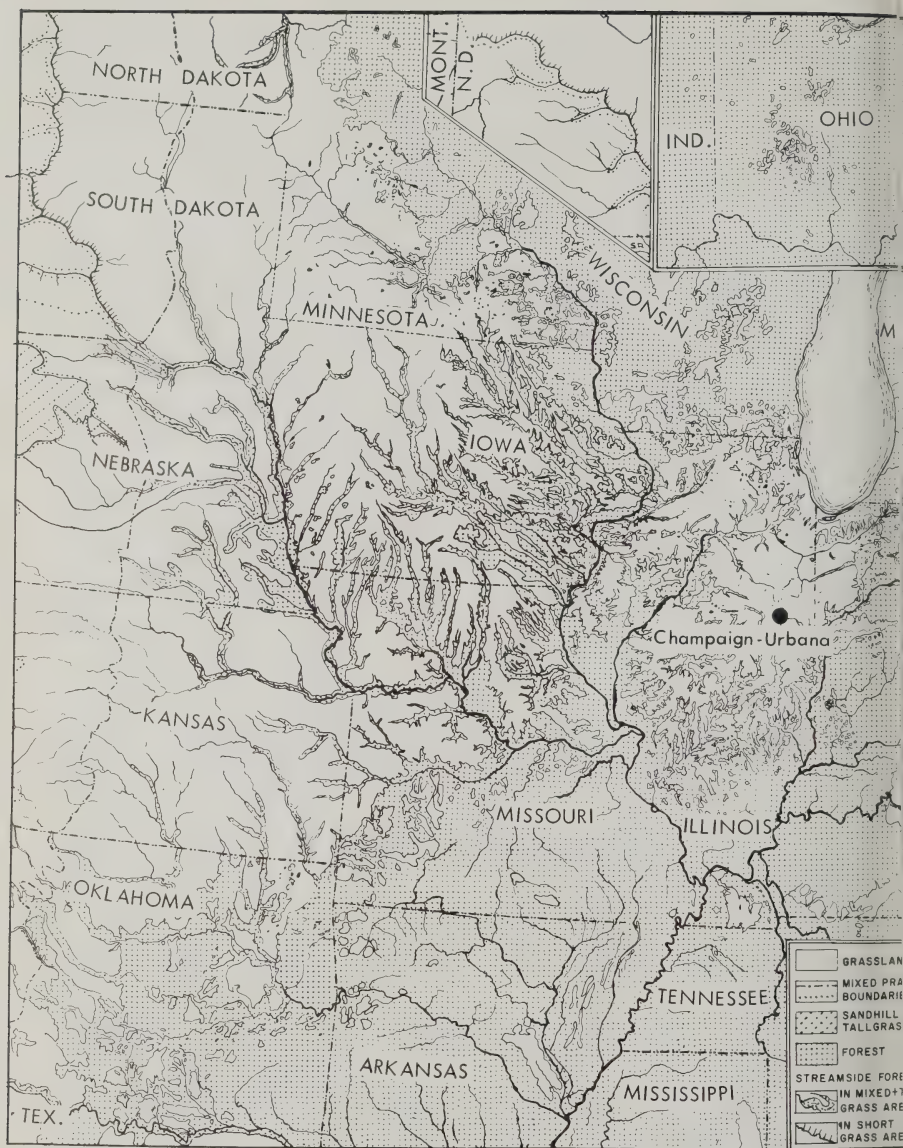 NORTH DAKOTA
MONT.
N.D.
IND.
OHIO
SOUTH DAKOTA
S.D.
WISCONSIN
MINNESOTA
M
IOWA
NEBRASKA
Champaign-Urbana
KANSAS
MISSOURI
ILLINOIS
OKLAHOMA
TENNESSEE
ARKANSAS
MISSISSIPPI
TEX.
GRASSLAN
MIXED PRA
BOUNDARIE
SANDHILL
TALLGRAS
FOREST
STREAMSIDE FORE
IN MIXED+T
GRASS ARE
IN SHORT
GRASS ARE